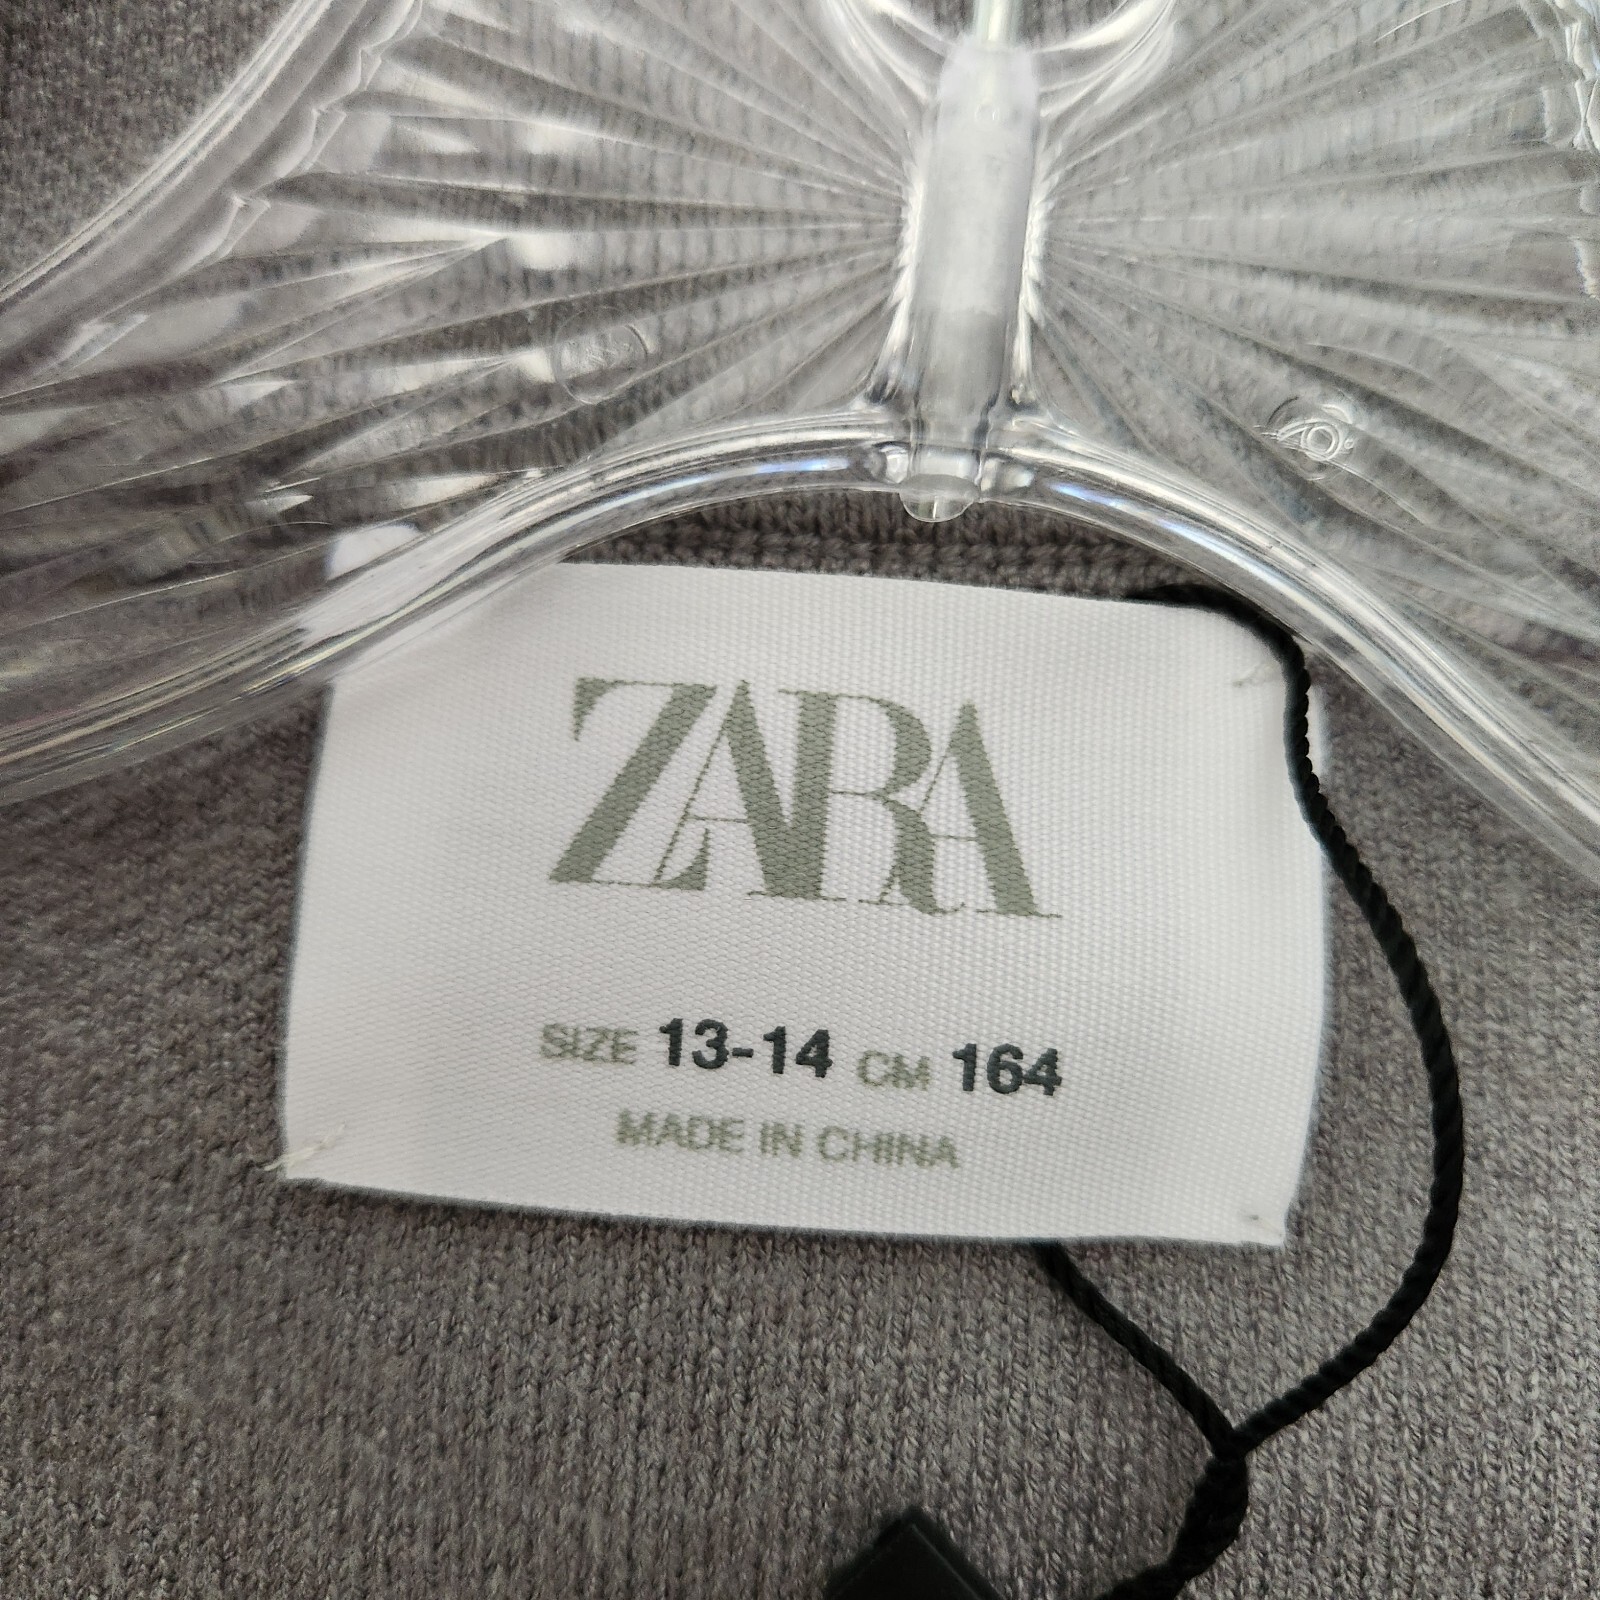 ZARA
SIZE 13-14 CM 164
MADE IN CHINA